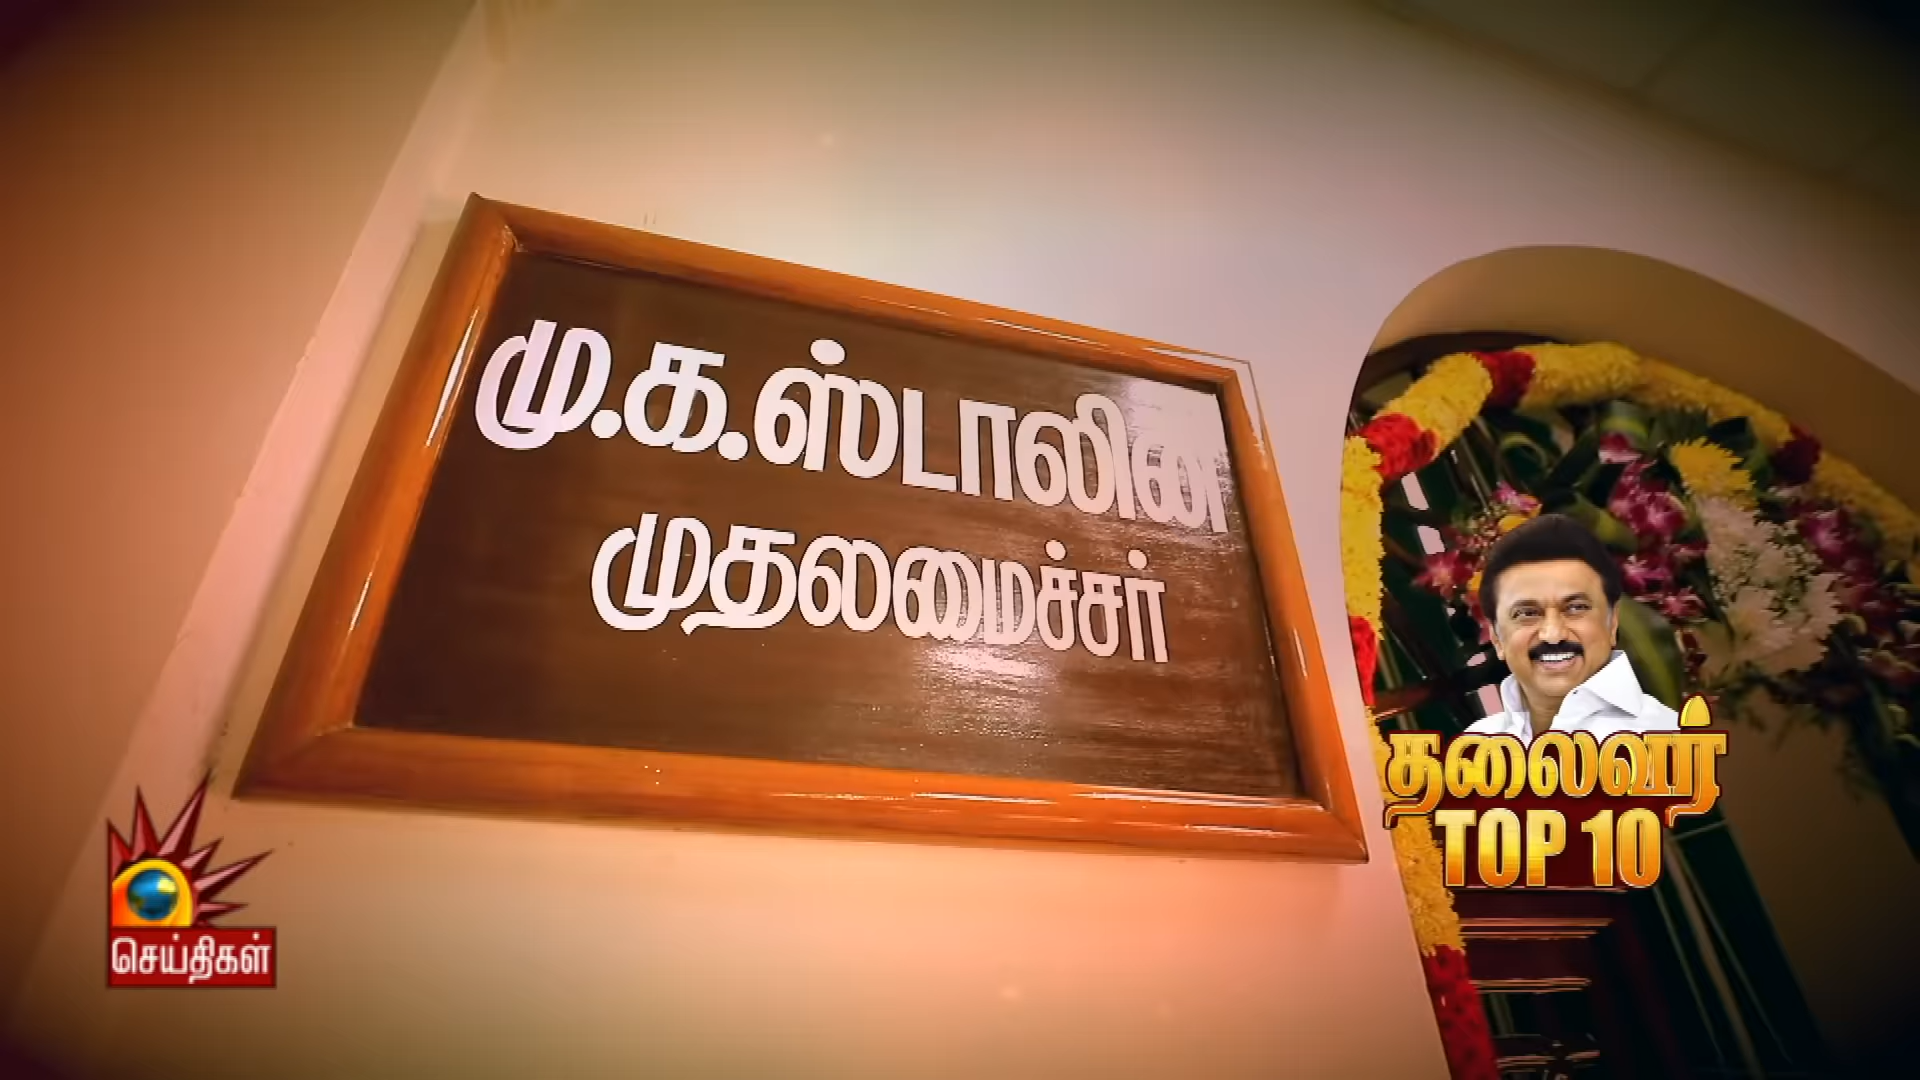 மு.க.ஸ்டாலின்
முதலமைச்சர்
தலைவர்
TOP 10
செய்திகள்